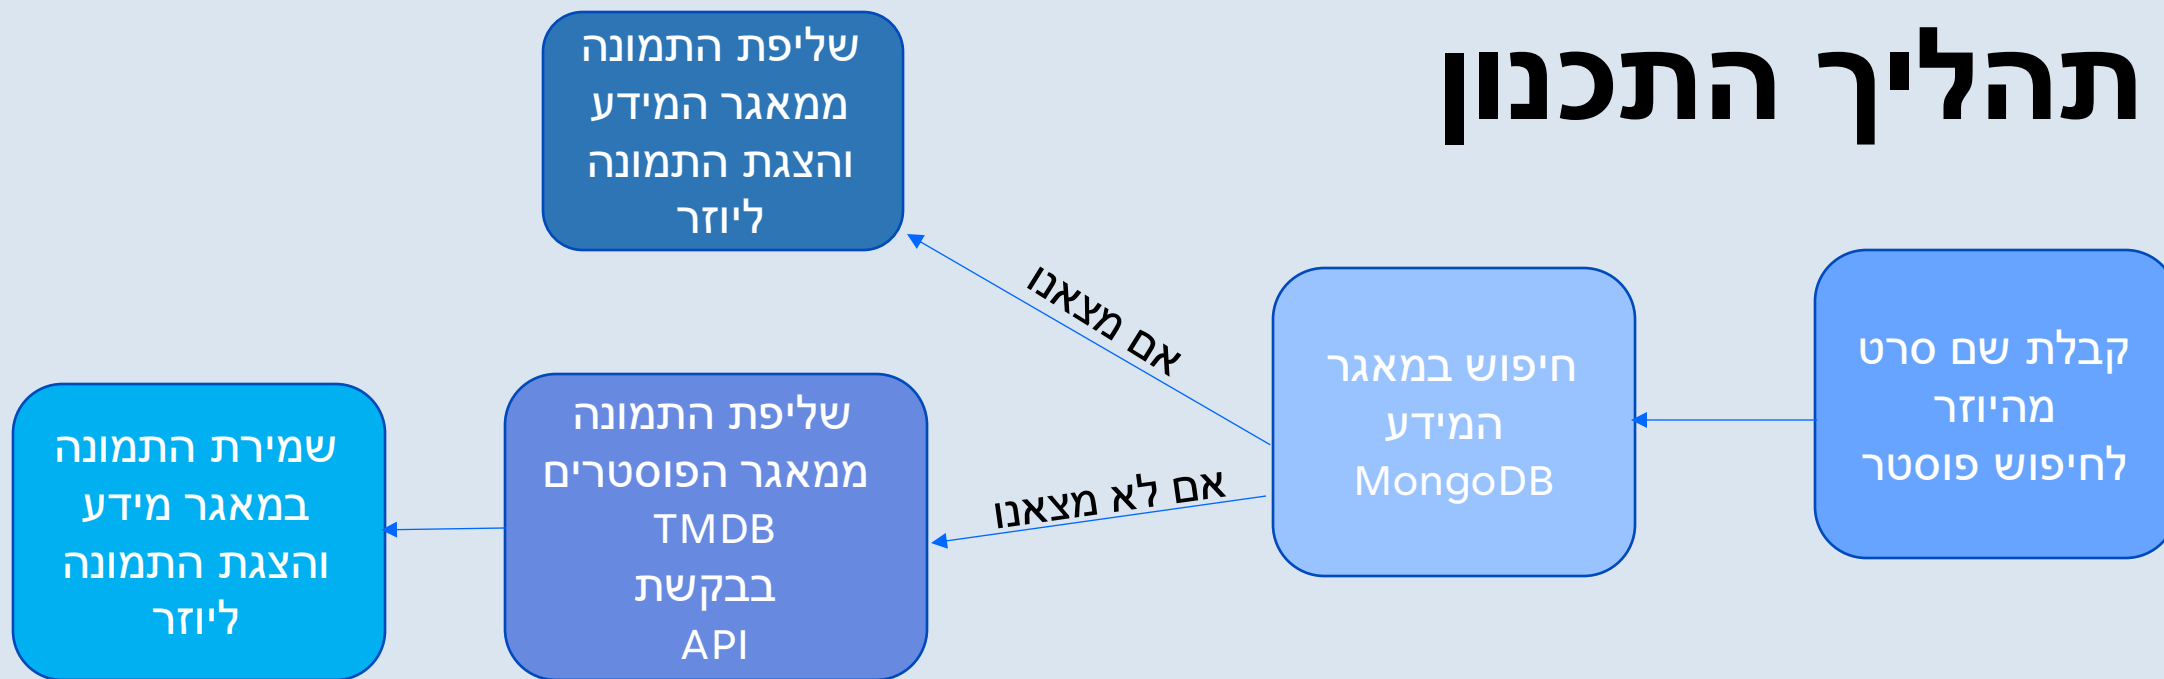 תהליך התכנון
קבלת שם סרט
מהיוזר
לחיפוש פוסטר
חיפוש במאגר
המידע
MongoDB
אם מצאנו
שליפת התמונה
ממאגר המידע
והצגת התמונה
ליוזר
אם לא מצאנו
שליפת התמונה
ממאגר הפוסטרים
TMDB
בבקשת
API
שמירת התמונה
במאגר מידע
והצגת התמונה
ליוזר